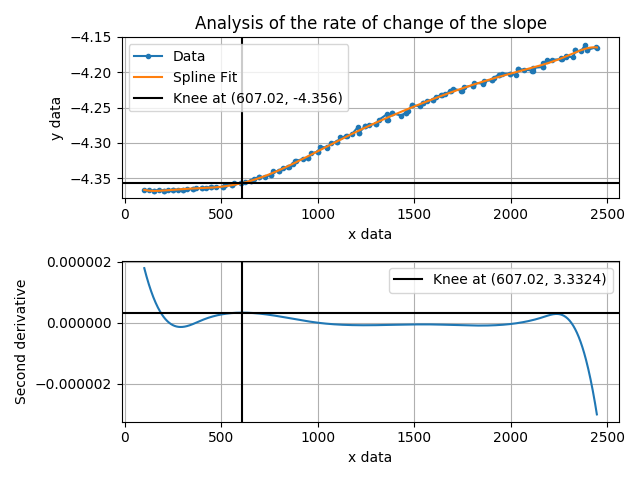 Analysis of the rate of change of the slope
−4.15
−4.20
−4.25
−4.30
−4.35
y data
Data
Spline Fit
Knee at (607.02, -4.356)
0 500 1000 1500 2000 2500
x data
0.000002
0.000000
−0.000002
Second derivative
Knee at (607.02, 3.3324)
0 500 1000 1500 2000 2500
x data